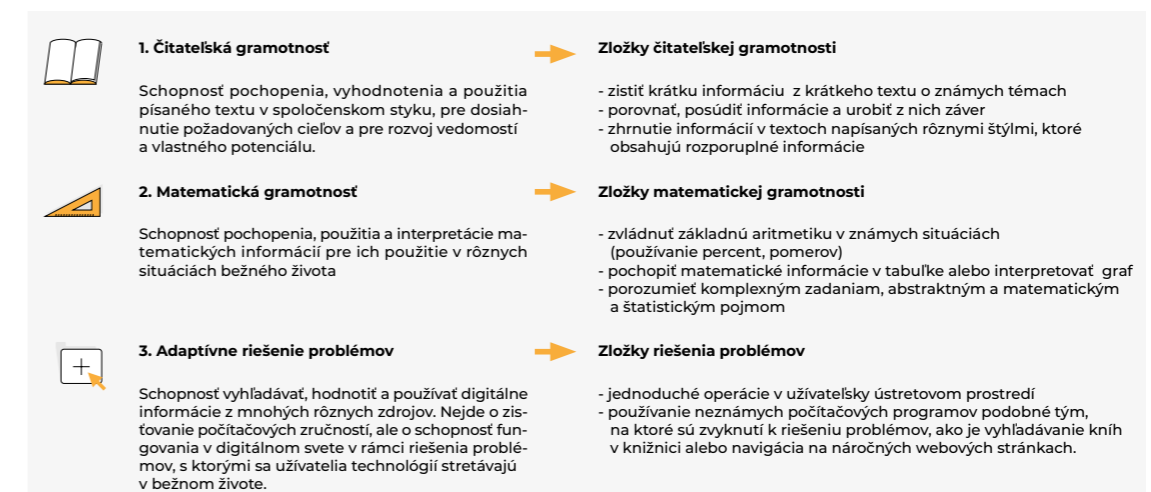 1. Čitateľská gramotnosť
Schopnosť pochopenia, vyhodnotenia a použitia
písaného textu v spoločenskom styku, pre dosiah-
nutie požadovaných cieľov a pre rozvoj vedomostí
a vlastného potenciálu.
Zložky čitateľskej gramotnosti
- zistiť krátku informáciu z krátkeho textu o známych témach
- porovnať, posúdiť informácie a urobiť z nich záver
- zhrnutie informácií v textoch napísaných rôznymi štýlmi, ktoré
obsahujú rozporuplné informácie
2. Matematická gramotnosť
Schopnosť pochopenia, použitia a interpretácie ma-
tematických informácií pre ich použitie v rôznych
situáciách bežného života
Zložky matematickej gramotnosti
- zvládnuť základnú aritmetiku v známych situáciách
(používanie percent, pomerov)
- pochopiť matematické informácie v tabuľke alebo interpretovať graf
- porozumieť komplexným zadaniam, abstraktným a matematickým
a štatistickým pojmom
3. Adaptívne riešenie problémov
Schopnosť vyhľadávať, hodnotiť a používať digitálne
informácie z mnohých rôznych zdrojov. Nejde o zis-
ťovanie počítačových zručností, ale o schopnosť fun-
govania v digitálnom svete v rámci riešenia problé-
mov, s ktorými sa užívatelia technológií stretávajú
v bežnom živote.
Zložky riešenia problémov
- jednoduché operácie v užívateľsky ústretovom prostredí
- používanie neznámych počítačových programov podobné tým,
na ktoré sú zvyknutí k riešeniu problémov, ako je vyhľadávanie kníh
v knižnici alebo navigácia na náročných webových stránkach.